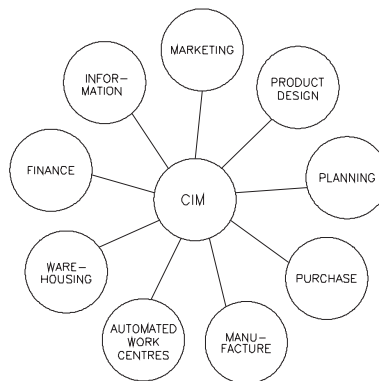 MARKETING
PRODUCT
DESIGN
PLANNING
PURCHASE
MANU-
FACTURE
AUTOMATED
WORK
CENTRES
WARE-
HOUSING
FINANCE
INFOR-
MATION
CIM